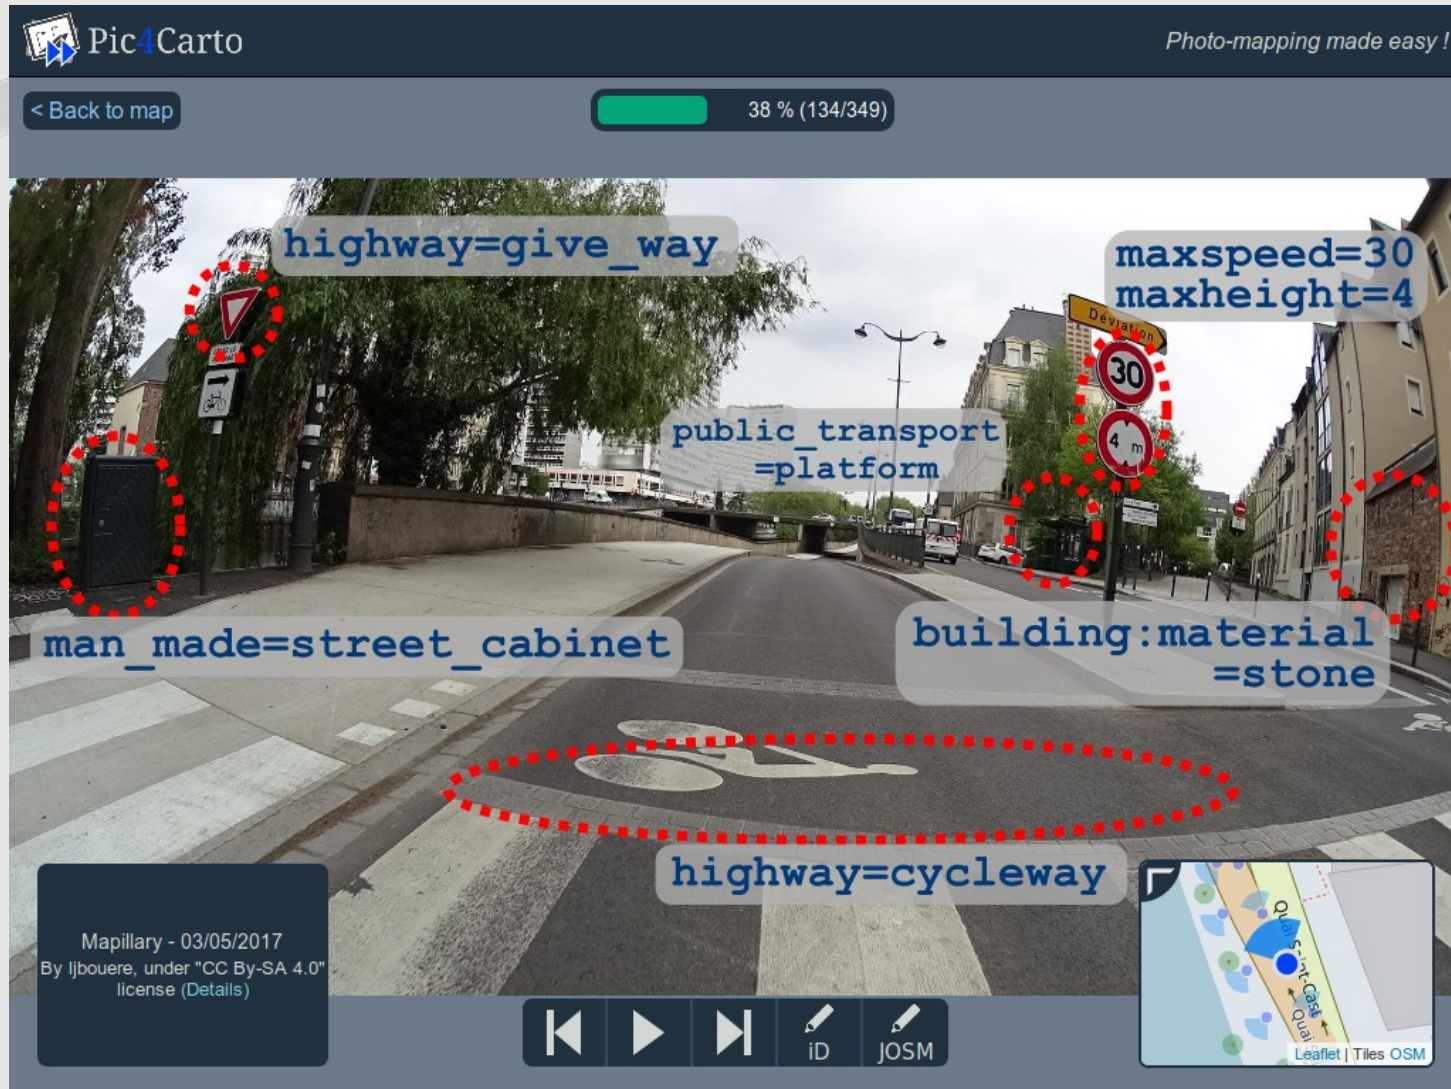 Pic4Carto
Photo-mapping made easy !
< Back to map
38 % (134/349)
highway=give_way
maxspeed=30
maxheight=4
Déviation
30
4 m
public_transport
=platform
man_made=street_cabinet
building:material
=stone
highway=cycleway
Mapillary - 03/05/2017
By ljbouere, under "CC By-SA 4.0"
license (Details)
Quai Saint-Cast
Quai
iD
JOSM
Leaflet | Tiles OSM